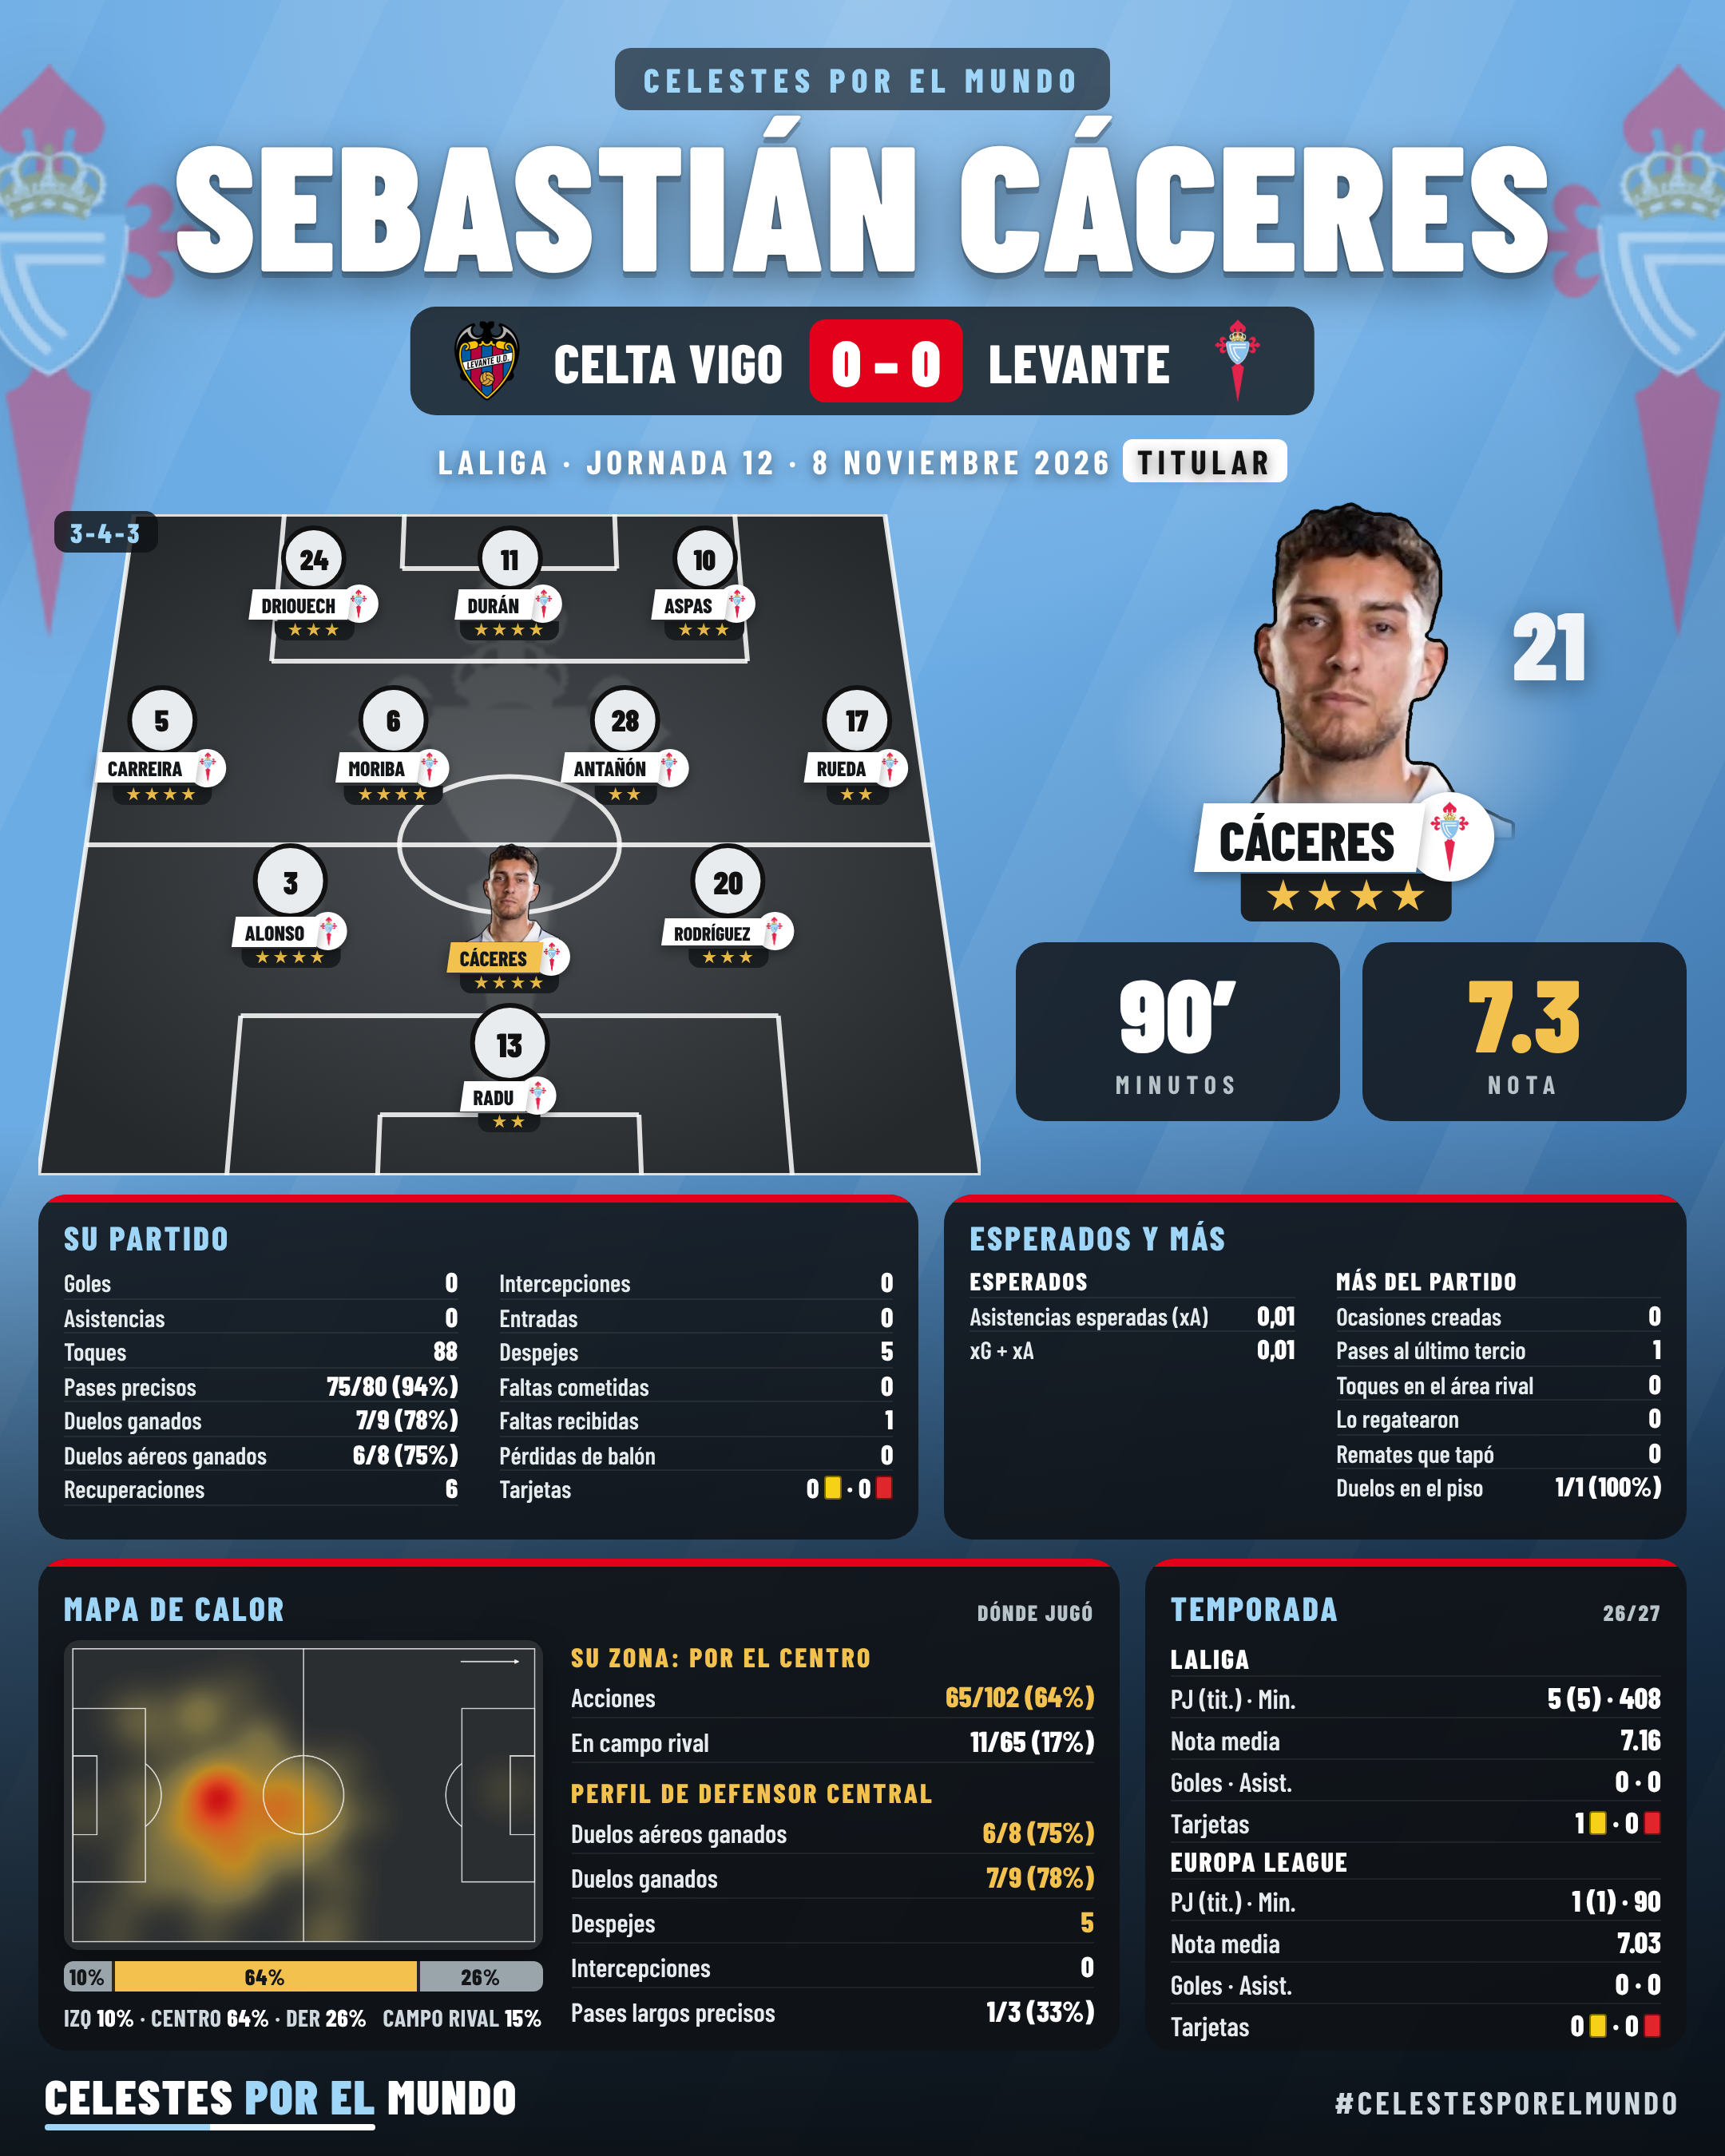 CELESTES POR EL MUNDO
SEBASTIÁN CÁCERES
LEVANTE U.D.
CELTA VIGO 0 - 0 LEVANTE
LALIGA · JORNADA 12 · 8 NOVIEMBRE 2026 TITULAR
3-4-3
24 11 10
DRIOUECH DURÁN ASPAS
★★★ ★★★★ ★★★
5 6 28 17
CARREIRA MORIBA ANTAÑÓN RUEDA
★★★★ ★★★★ ★★ ★★
3 20
ALONSO CÁCERES RODRÍGUEZ
★★★★ ★★★★ ★★★
13
RADU
★★
21
CÁCERES
★★★★
90'
MINUTOS
7.3
NOTA
SU PARTIDO
Goles 0
Asistencias 0
Toques 88
Pases precisos 75/80 (94%)
Duelos ganados 7/9 (78%)
Duelos aéreos ganados 6/8 (75%)
Recuperaciones 6
Intercepciones 0
Entradas 0
Despejes 5
Faltas cometidas 0
Faltas recibidas 1
Pérdidas de balón 0
Tarjetas 0 · 0
ESPERADOS Y MÁS
ESPERADOS
Asistencias esperadas (xA) 0,01
xG + xA 0,01
MÁS DEL PARTIDO
Ocasiones creadas 0
Pases al último tercio 1
Toques en el área rival 0
Lo regatearon 0
Remates que tapó 0
Duelos en el piso 1/1 (100%)
MAPA DE CALOR DÓNDE JUGÓ
10% 64% 26%
IZQ 10% · CENTRO 64% · DER 26% CAMPO RIVAL 15%
SU ZONA: POR EL CENTRO
Acciones 65/102 (64%)
En campo rival 11/65 (17%)
PERFIL DE DEFENSOR CENTRAL
Duelos aéreos ganados 6/8 (75%)
Duelos ganados 7/9 (78%)
Despejes 5
Intercepciones 0
Pases largos precisos 1/3 (33%)
TEMPORADA 26/27
LALIGA
PJ (tit.) · Min. 5 (5) · 408
Nota media 7.16
Goles · Asist. 0 · 0
Tarjetas 1 · 0
EUROPA LEAGUE
PJ (tit.) · Min. 1 (1) · 90
Nota media 7.03
Goles · Asist. 0 · 0
Tarjetas 0 · 0
CELESTES POR EL MUNDO
#CELESTESPORELMUNDO